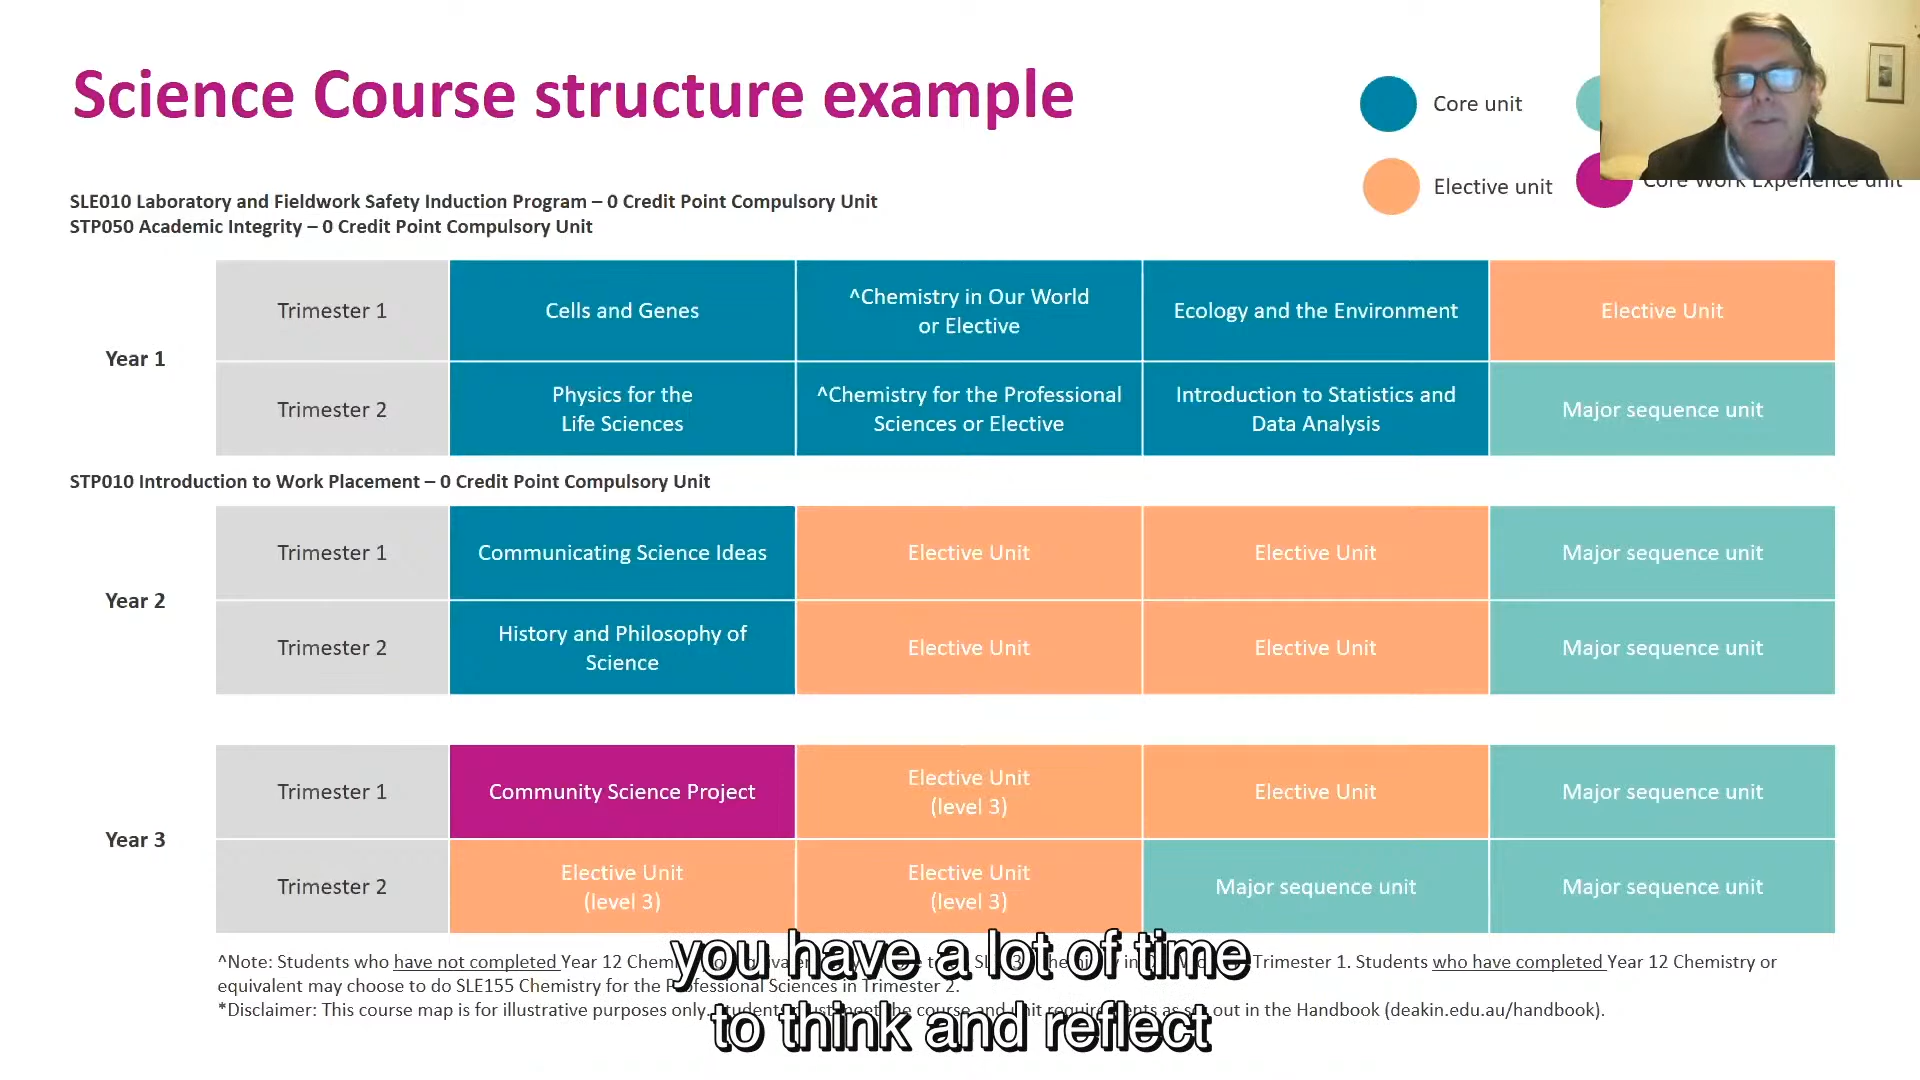 Science Course structure example
Core unit
Elective unit
Core Work Experience unit
SLE010 Laboratory and Fieldwork Safety Induction Program – 0 Credit Point Compulsory Unit
STP050 Academic Integrity – 0 Credit Point Compulsory Unit
Year 1
Trimester 1
Cells and Genes
^Chemistry in Our World
or Elective
Ecology and the Environment
Elective Unit
Trimester 2
Physics for the
Life Sciences
^Chemistry for the Professional
Sciences or Elective
Introduction to Statistics and
Data Analysis
Major sequence unit
STP010 Introduction to Work Placement – 0 Credit Point Compulsory Unit
Year 2
Trimester 1
Communicating Science Ideas
Elective Unit
Elective Unit
Major sequence unit
Trimester 2
History and Philosophy of
Science
Elective Unit
Elective Unit
Major sequence unit
Year 3
Trimester 1
Community Science Project
Elective Unit
(level 3)
Elective Unit
Major sequence unit
Trimester 2
Elective Unit
(level 3)
Elective Unit
(level 3)
Major sequence unit
Major sequence unit
^Note: Students who have not completed Year 12 Trimester 1. Students who have completed Year 12 Chemistry or
equivalent may choose to do SLE155 Chemistry for the Professional Sciences in Trimester 2.
*Disclaimer: This course map is for illustrative purposes only. the course and as set out in the Handbook (deakin.edu.au/handbook).
you have a lot of time
to think and reflect